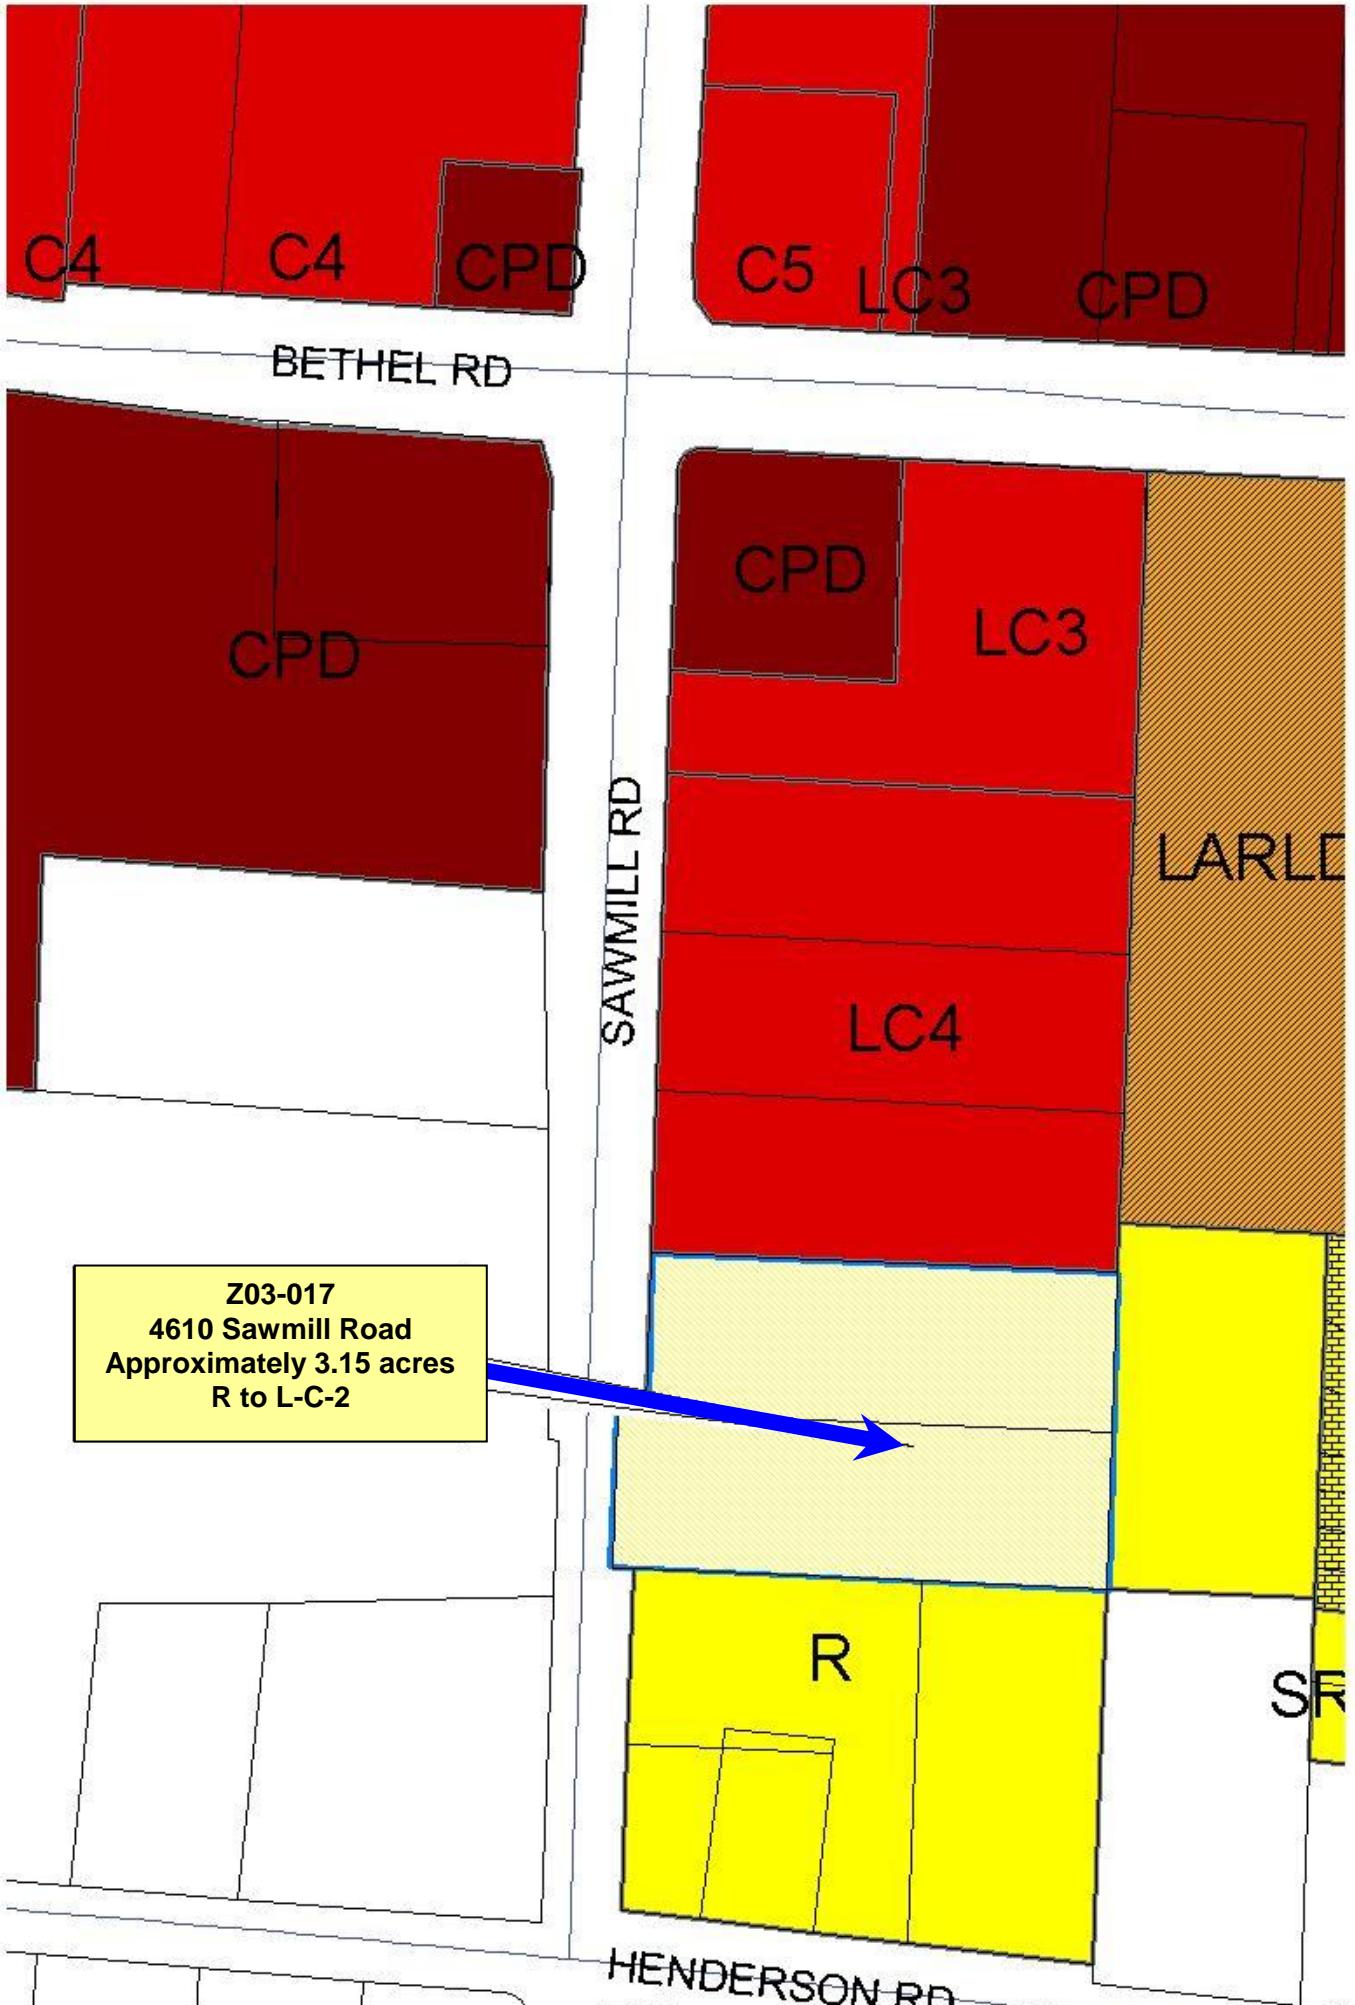 C4
C4
CPD
C5
LC3
CPD
BETHEL RD
CPD
CPD
LC3
SAWMILL RD
LARLD
LC4
Z03-017
4610 Sawmill Road
Approximately 3.15 acres
R to L-C-2
R
SR
HENDERSON RD